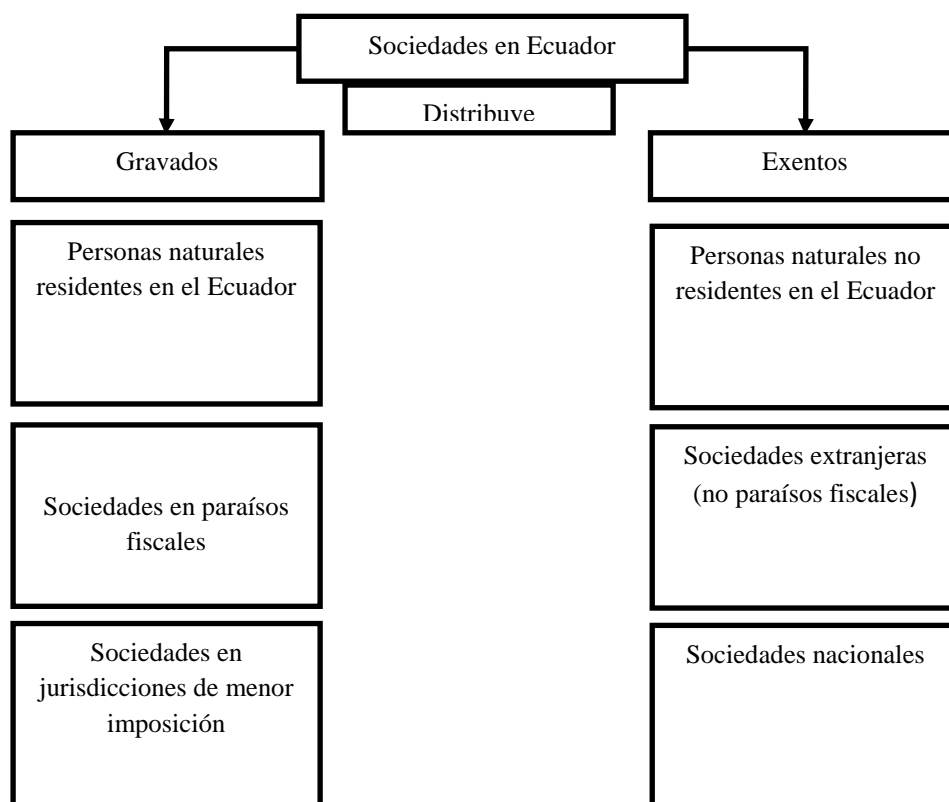 Sociedades en Ecuador
Distribuye
Gravados
Exentos
Personas naturales
residentes en el Ecuador
Personas naturales no
residentes en el Ecuador
Sociedades en paraísos
fiscales
Sociedades extranjeras
(no paraísos fiscales)
Sociedades en
jurisdicciones de menor
imposición
Sociedades nacionales